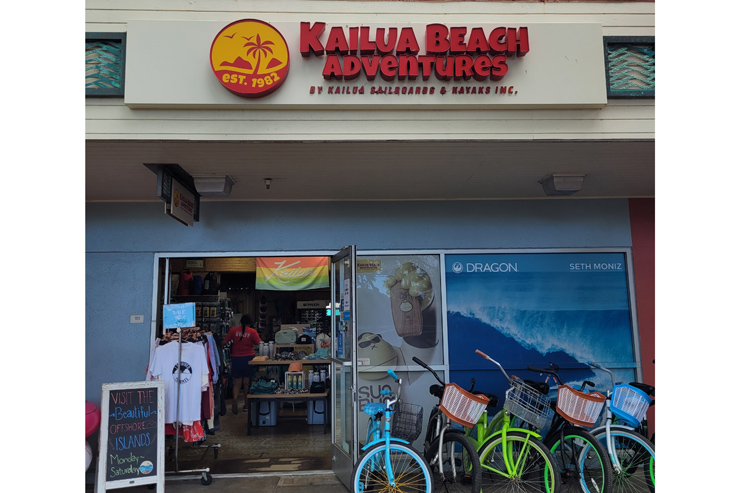 KAILUA BEACH
ADVENTURES
EST. 1982
BY KAILUA SAILBOARDS & KAYAKS INC.
DRAGON
SETH MONIZ
VISIT THE
Beautiful
OFFSHORE
ISLANDS
Monday-
Saturday